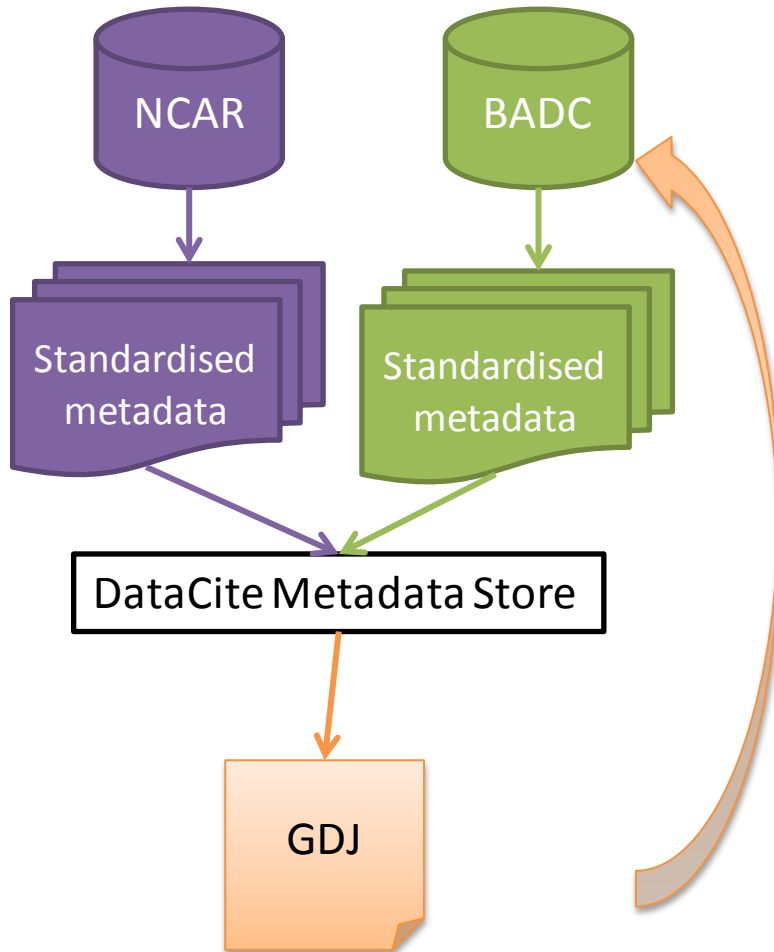 NCAR
BADC
Standardised
metadata
Standardised
metadata
DataCite Metadata Store
GDJ